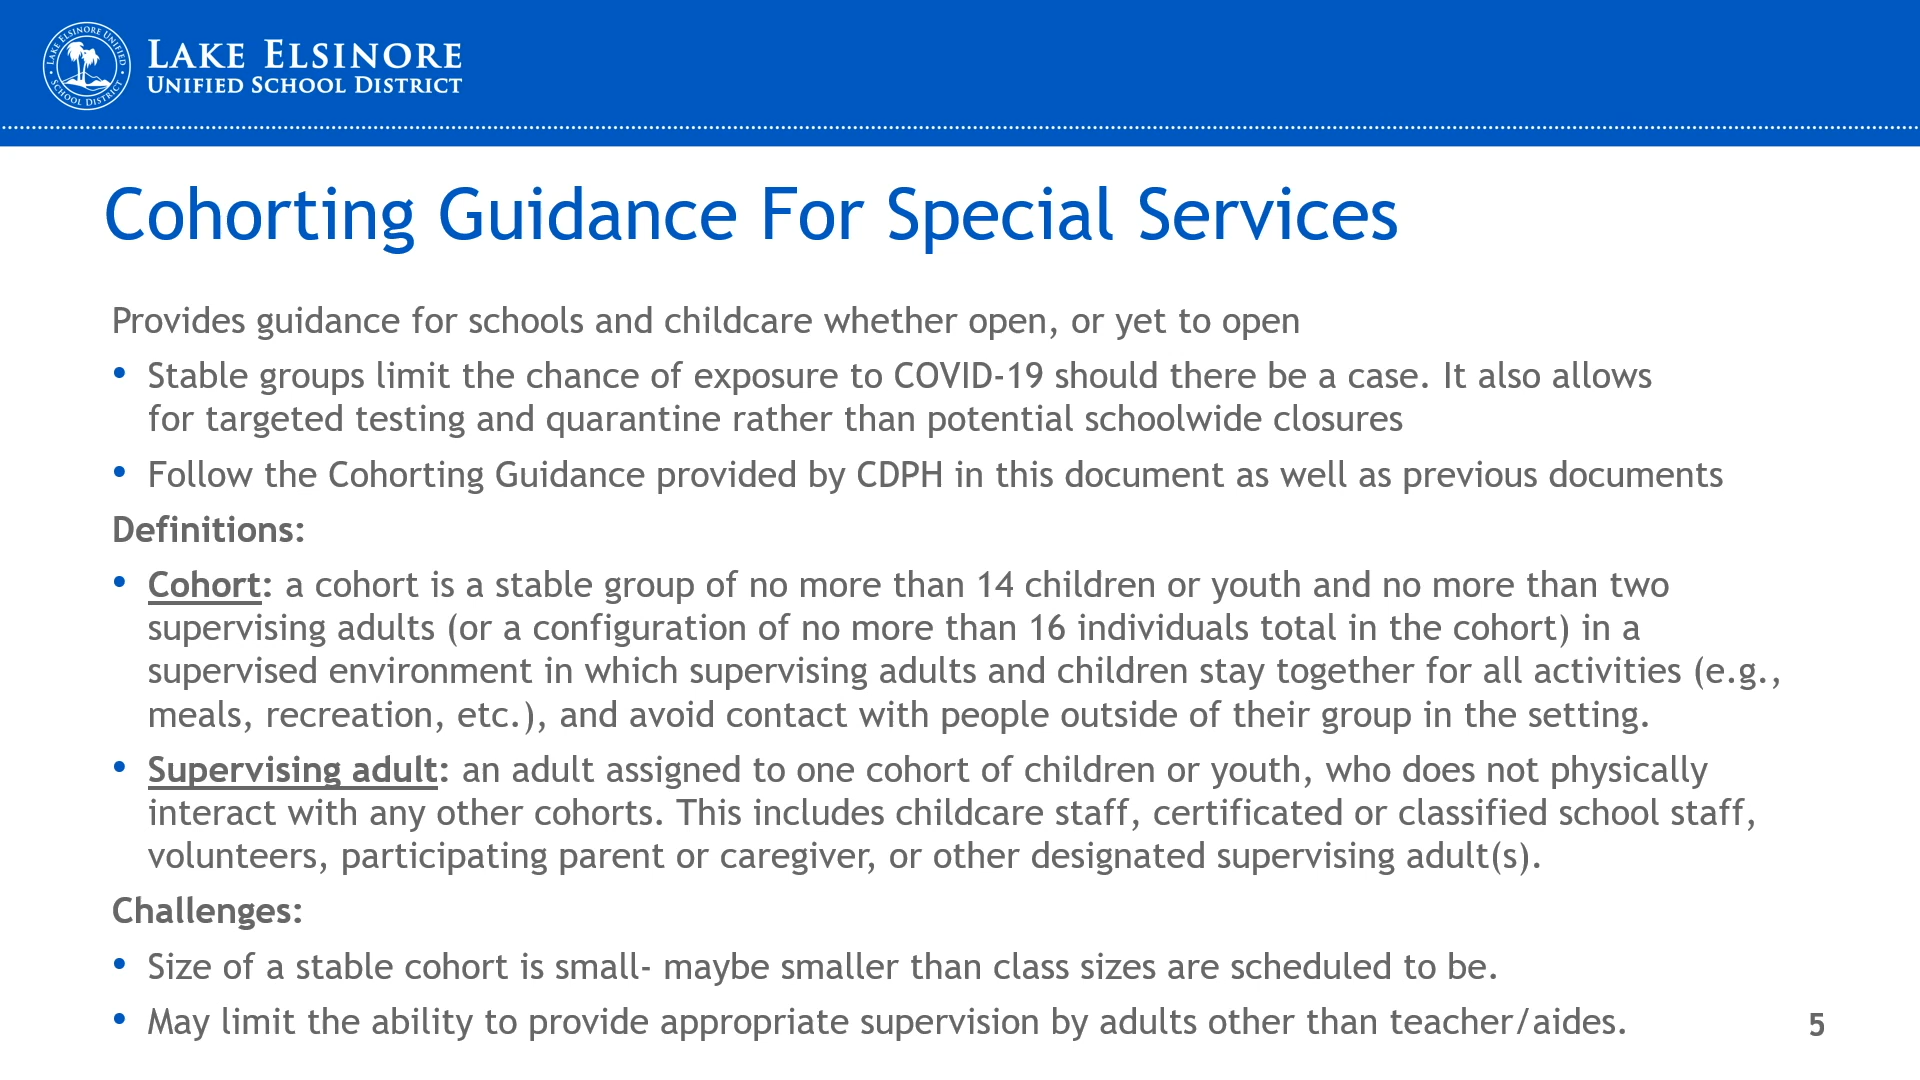 LAKE ELSINORE UNIFIED
SCHOOL DISTRICT
LAKE ELSINORE
UNIFIED SCHOOL DISTRICT
Cohorting Guidance For Special Services
Provides guidance for schools and childcare whether open, or yet to open
• Stable groups limit the chance of exposure to COVID-19 should there be a case. It also allows
for targeted testing and quarantine rather than potential schoolwide closures
• Follow the Cohorting Guidance provided by CDPH in this document as well as previous documents
Definitions:
• Cohort: a cohort is a stable group of no more than 14 children or youth and no more than two
supervising adults (or a configuration of no more than 16 individuals total in the cohort) in a
supervised environment in which supervising adults and children stay together for all activities (e.g.,
meals, recreation, etc.), and avoid contact with people outside of their group in the setting.
• Supervising adult: an adult assigned to one cohort of children or youth, who does not physically
interact with any other cohorts. This includes childcare staff, certificated or classified school staff,
volunteers, participating parent or caregiver, or other designated supervising adult(s).
Challenges:
• Size of a stable cohort is small- maybe smaller than class sizes are scheduled to be.
• May limit the ability to provide appropriate supervision by adults other than teacher/aides.
5